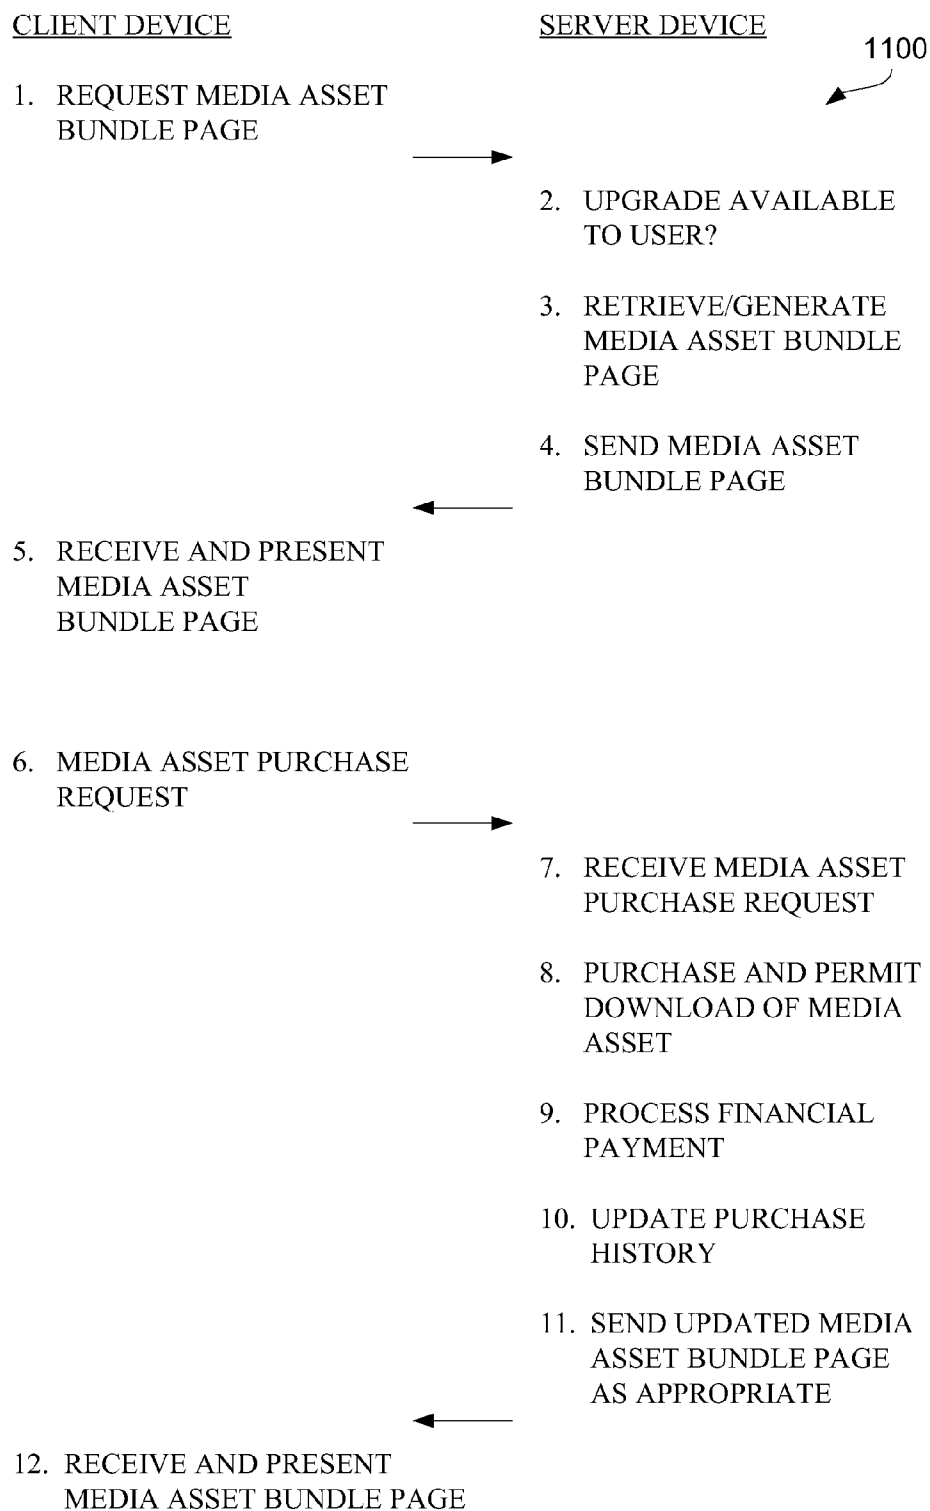 CLIENT DEVICE
SERVER DEVICE
1100
1. REQUEST MEDIA ASSET
BUNDLE PAGE
2. UPGRADE AVAILABLE
TO USER?
3. RETRIEVE/GENERATE
MEDIA ASSET BUNDLE
PAGE
4. SEND MEDIA ASSET
BUNDLE PAGE
5. RECEIVE AND PRESENT
MEDIA ASSET
BUNDLE PAGE
6. MEDIA ASSET PURCHASE
REQUEST
7. RECEIVE MEDIA ASSET
PURCHASE REQUEST
8. PURCHASE AND PERMIT
DOWNLOAD OF MEDIA
ASSET
9. PROCESS FINANCIAL
PAYMENT
10. UPDATE PURCHASE
HISTORY
11. SEND UPDATED MEDIA
ASSET BUNDLE PAGE
AS APPROPRIATE
12. RECEIVE AND PRESENT
MEDIA ASSET BUNDLE PAGE